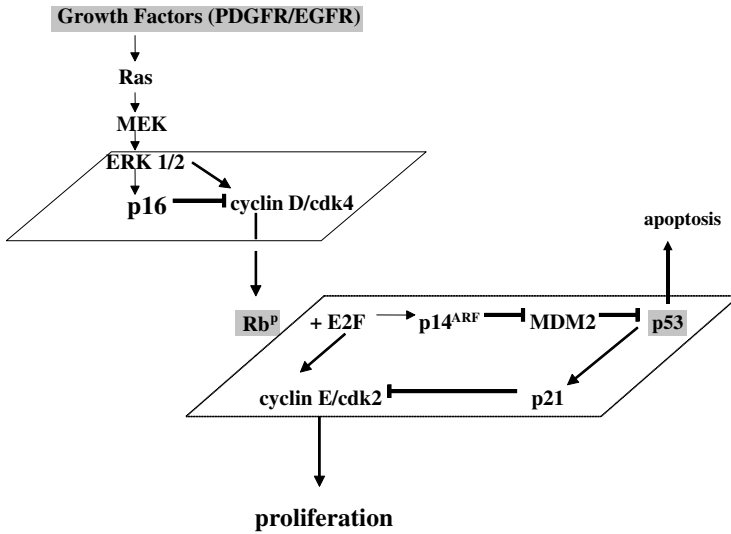 Growth Factors (PDGFR/EGFR)
Ras
MEK
ERK 1/2
p16
cyclin D/cdk4
apoptosis
Rbᵖ
+ E2F
p14ᴬᴿᶠ
MDM2
p53
cyclin E/cdk2
p21
proliferation